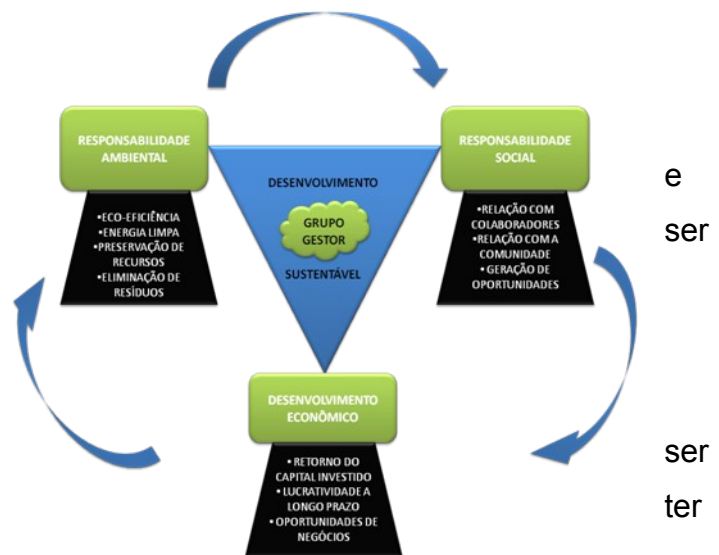 RESPONSABILIDADE
AMBIENTAL
•ECO-EFICIÊNCIA
•ENERGIA LIMPA
•PRESERVAÇÃO DE
RECURSOS
•ELIMINAÇÃO DE
RESÍDUOS
DESENVOLVIMENTO
GRUPO
GESTOR
SUSTENTÁVEL
RESPONSABILIDADE
SOCIAL
•RELAÇÃO COM
COLABORADORES
•RELAÇÃO COM A
COMUNIDADE
• GERAÇÃO DE
OPORTUNIDADES
e
ser
DESENVOLVIMENTO
ECONÔMICO
• RETORNO DO
CAPITAL INVESTIDO
• LUCRATIVIDADE A
LONGO PRAZO
• OPORTUNIDADES DE
NEGÓCIOS
ser
ter